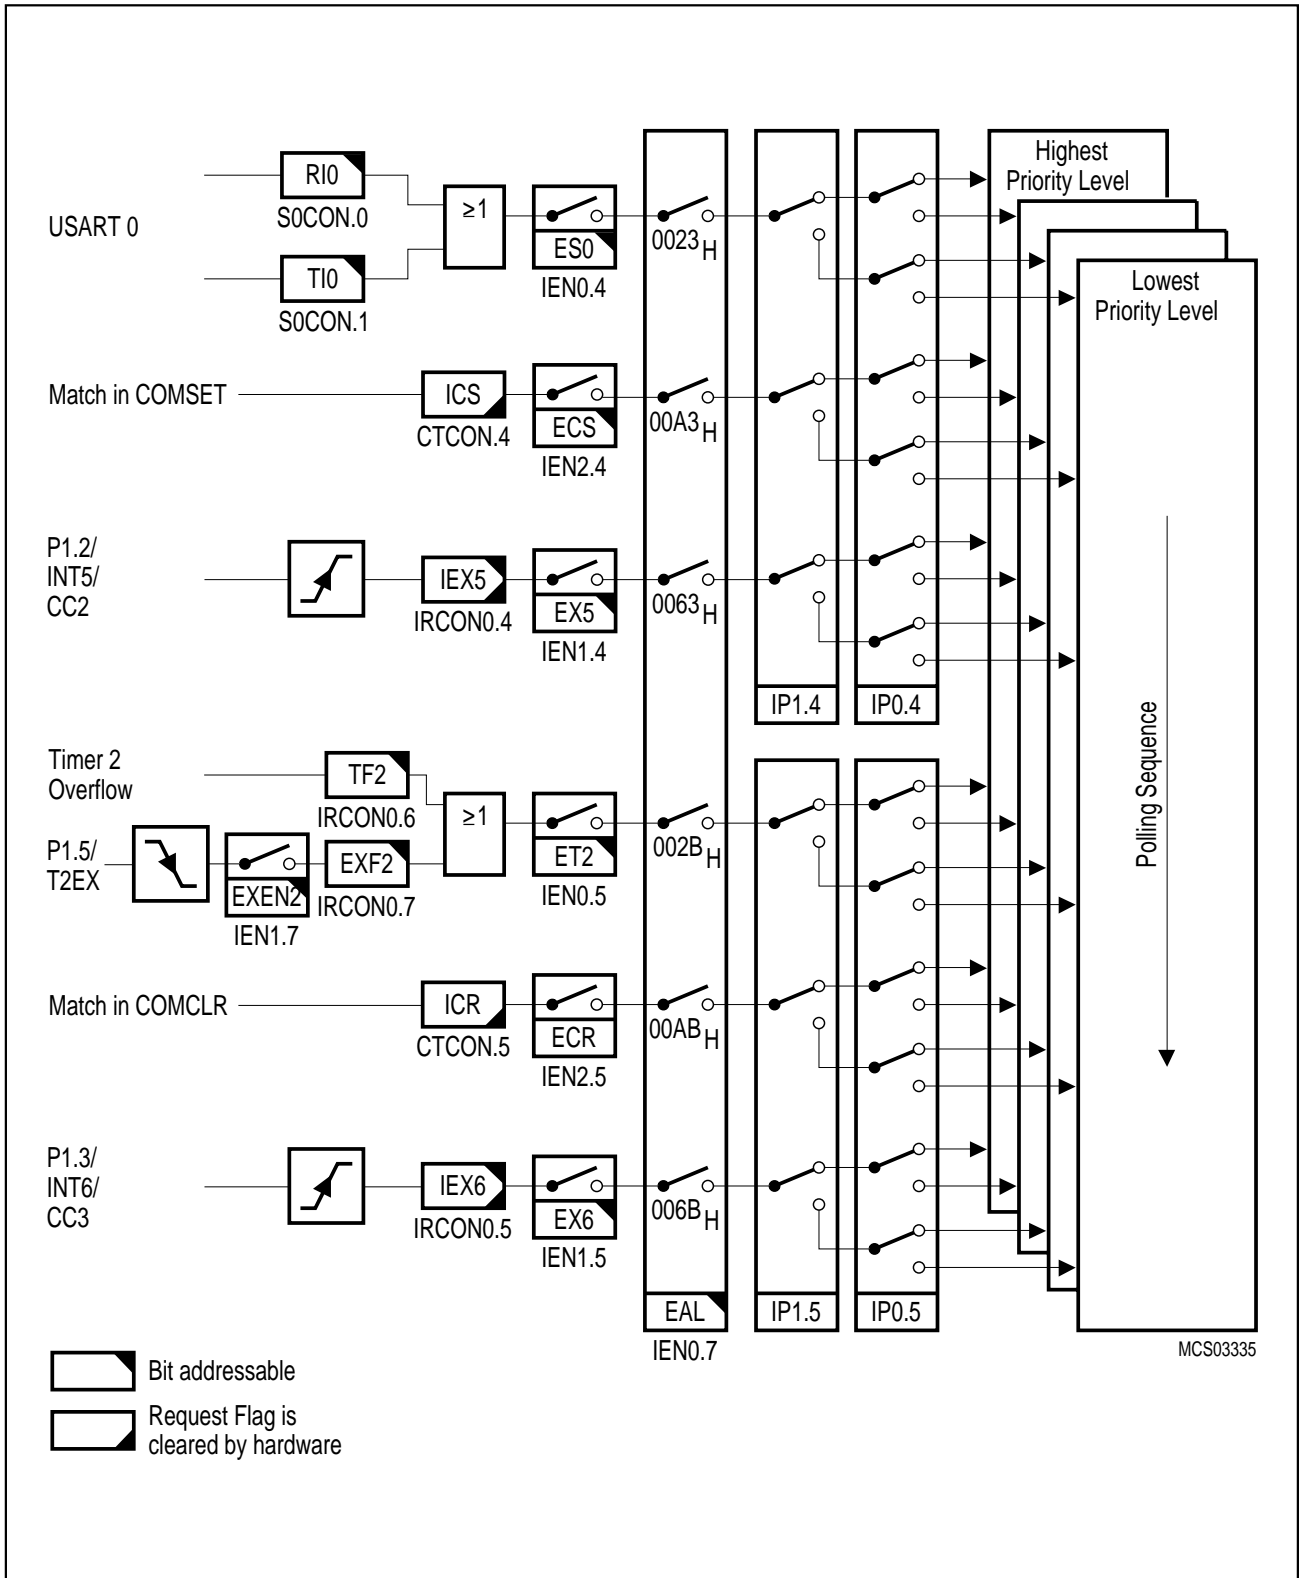 Highest
Priority Level
Lowest
Priority Level
Polling Sequence
USART 0
RI0
S0CON.0
TI0
S0CON.1
≥1
ES0
IEN0.4
0023H
Match in COMSET
ICS
CTCON.4
ECS
IEN2.4
00A3H
P1.2/
INT5/
CC2
IEX5
IRCON0.4
EX5
IEN1.4
0063H
IP1.4
IP0.4
Timer 2
Overflow
TF2
IRCON0.6
P1.5/
T2EX
EXEN2
IEN1.7
EXF2
IRCON0.7
≥1
ET2
IEN0.5
002BH
Match in COMCLR
ICR
CTCON.5
ECR
IEN2.5
00ABH
P1.3/
INT6/
CC3
IEX6
IRCON0.5
EX6
IEN1.5
006BH
EAL
IEN0.7
IP1.5
IP0.5
MCS03335
Bit addressable
Request Flag is
cleared by hardware